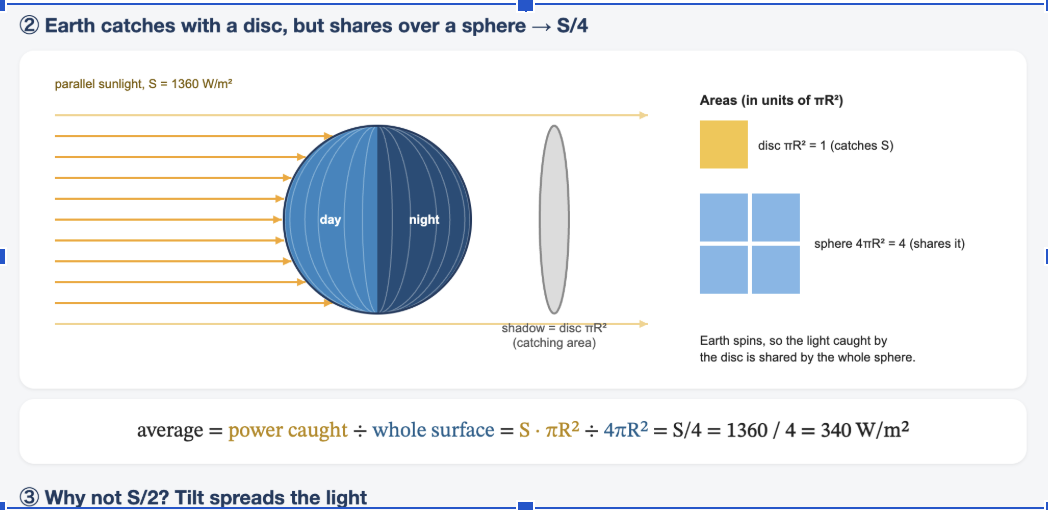 ② Earth catches with a disc, but shares over a sphere → S/4
parallel sunlight, S = 1360 W/m²
day
night
shadow = disc πR²
(catching area)
Areas (in units of πR²)
disc πR² = 1 (catches S)
sphere 4πR² = 4 (shares it)
Earth spins, so the light caught by
the disc is shared by the whole sphere.
average = power caught ÷ whole surface = S · πR² ÷ 4πR² = S/4 = 1360 / 4 = 340 W/m²
③ Why not S/2? Tilt spreads the light